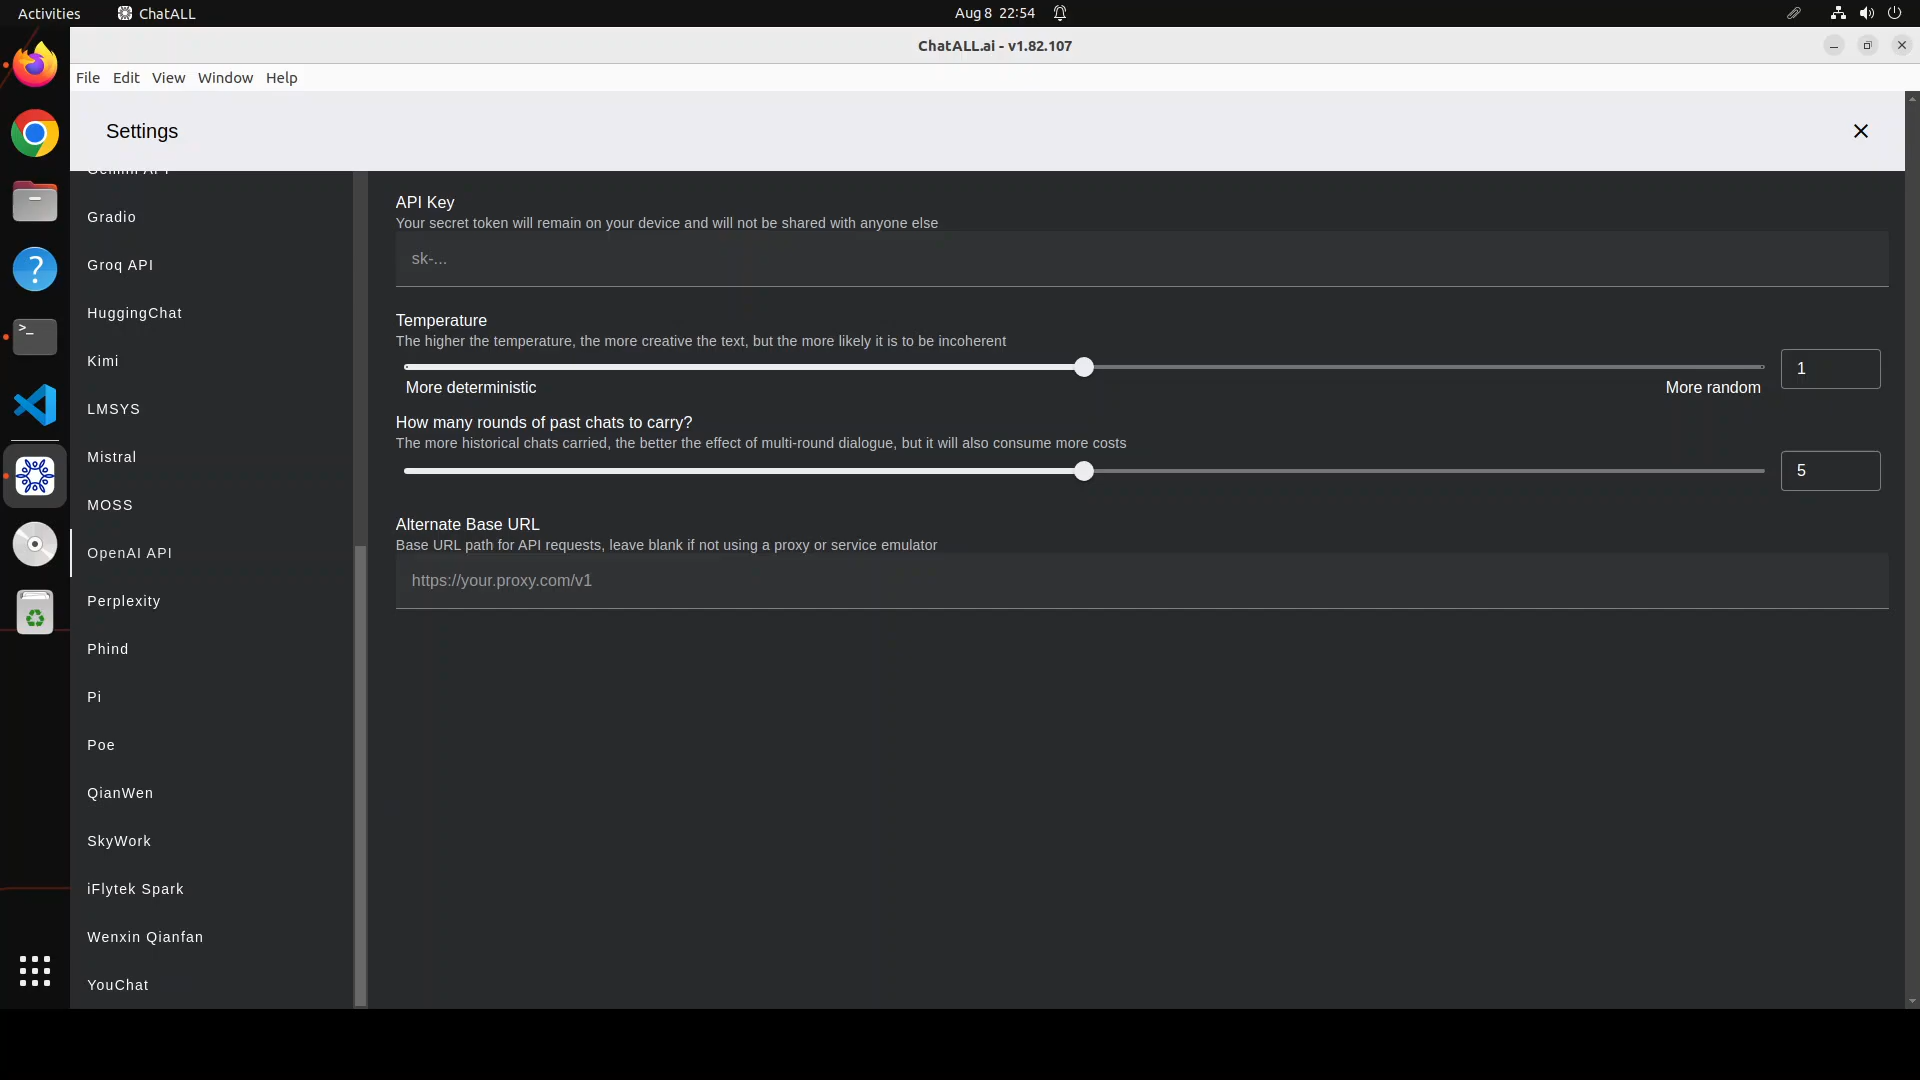 Activities
ChatALL
Aug 8 22:54
ChatALL.ai - v1.82.107
File Edit View Window Help
Settings
Gemini API
Gradio
Groq API
HuggingChat
Kimi
LMSYS
Mistral
MOSS
OpenAI API
Perplexity
Phind
Pi
Poe
QianWen
SkyWork
iFlytek Spark
Wenxin Qianfan
YouChat
API Key
Your secret token will remain on your device and will not be shared with anyone else
sk-...
Temperature
The higher the temperature, the more creative the text, but the more likely it is to be incoherent
1
More deterministic
More random
How many rounds of past chats to carry?
The more historical chats carried, the better the effect of multi-round dialogue, but it will also consume more costs
5
Alternate Base URL
Base URL path for API requests, leave blank if not using a proxy or service emulator
https://your.proxy.com/v1